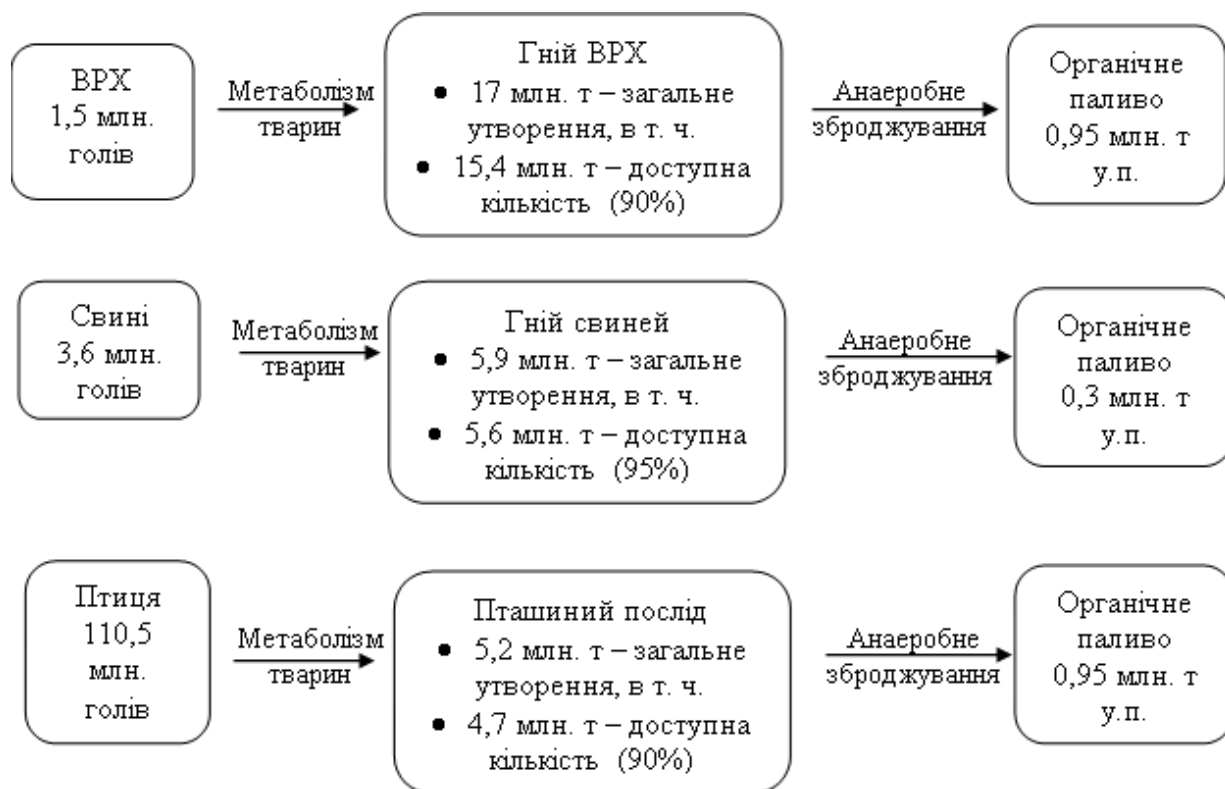 ВРХ
1,5 млн.
голів
Метаболізм
тварин
Гній ВРХ
• 17 млн. т – загальне
утворення, в т. ч.
• 15,4 млн. т – доступна
кількість (90%)
Анаеробне
зброджування
Органічне
паливо
0,95 млн. т
у.п.
Свині
3,6 млн.
голів
Метаболізм
тварин
Гній свиней
• 5,9 млн. т – загальне
утворення, в т. ч.
• 5,6 млн. т – доступна
кількість (95%)
Анаеробне
зброджування
Органічне
паливо
0,3 млн. т
у.п.
Птиця
110,5
млн.
голів
Метаболізм
тварин
Пташиний послід
• 5,2 млн. т – загальне
утворення, в т. ч.
• 4,7 млн. т – доступна
кількість (90%)
Анаеробне
зброджування
Органічне
паливо
0,95 млн. т
у.п.